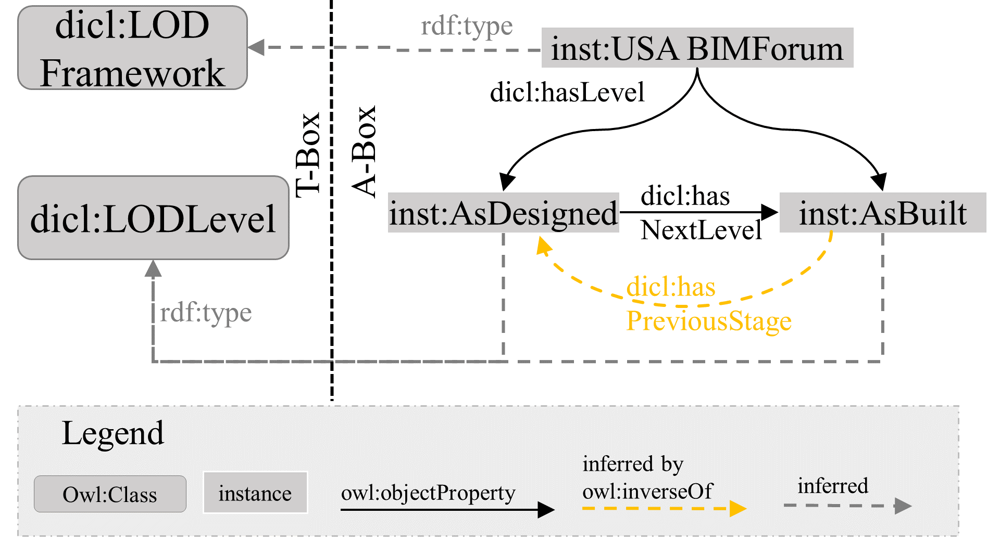 dicl:LOD
Framework
rdf:type
inst:USA BIMForum
dicl:hasLevel
T-Box
A-Box
dicl:LODLevel
inst:AsDesigned
dicl:has
NextLevel
inst:AsBuilt
dicl:has
PreviousStage
rdf:type
Legend
Owl:Class
instance
owl:objectProperty
inferred by
owl:inverseOf
inferred